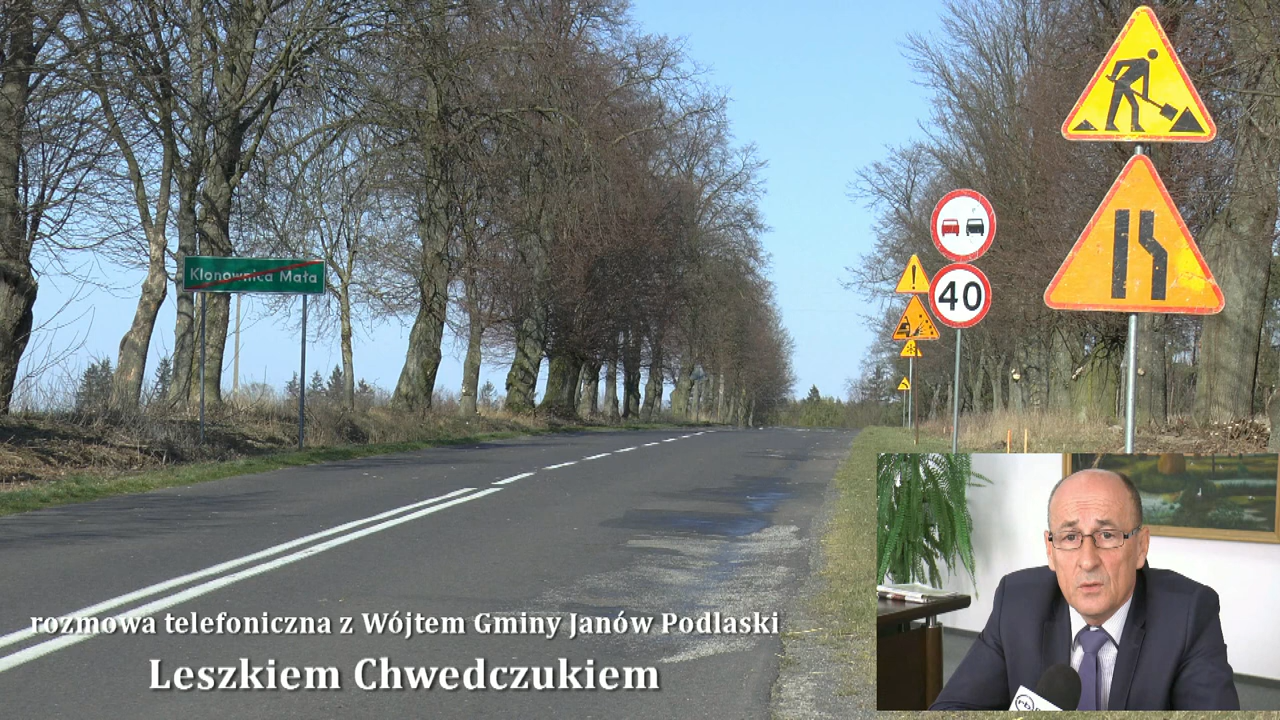 Klonownica Mała
40
rozmowa telefoniczna z Wójtem Gminy Janów Podlaski
Leszkiem Chwedczukiem